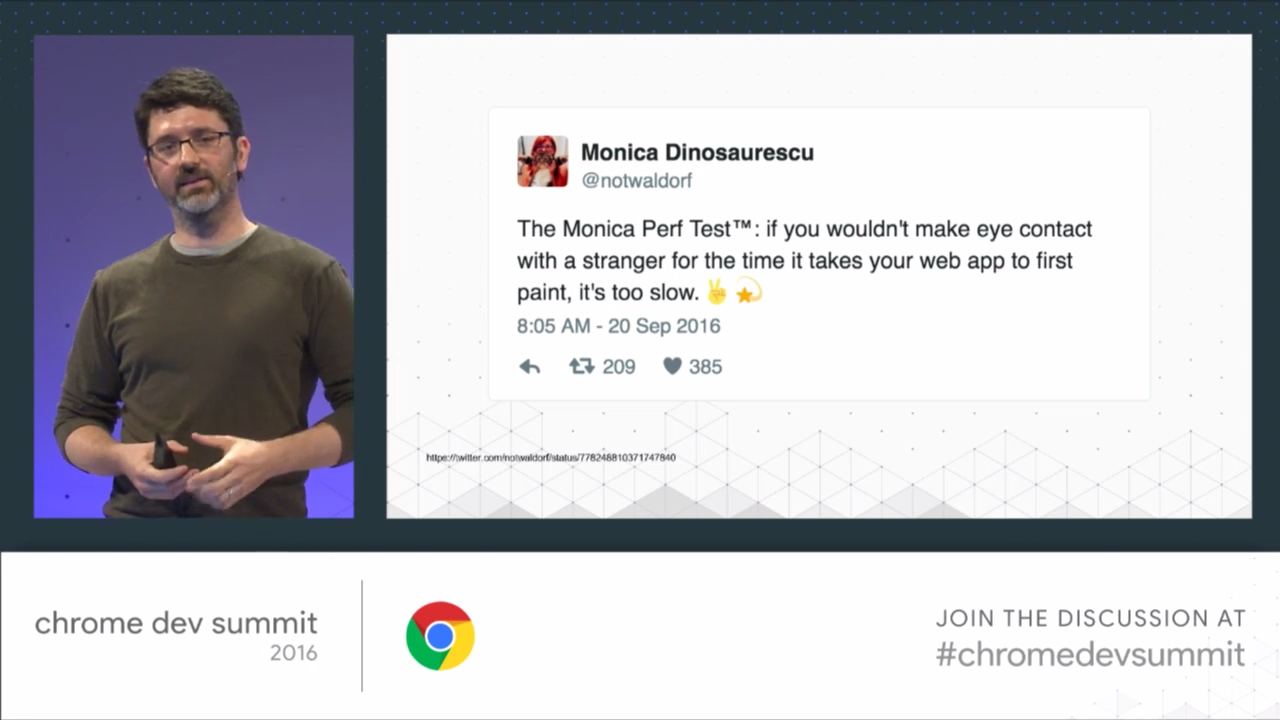 Monica Dinosaurescu
@notwaldorf
The Monica Perf Test™: if you wouldn't make eye contact
with a stranger for the time it takes your web app to first
paint, it's too slow. ✌️ 💫
8:05 AM - 20 Sep 2016
209 385
https://twitter.com/notwaldorf/status/778248810371747840
chrome dev summit
2016
JOIN THE DISCUSSION AT
#chromedevsummit